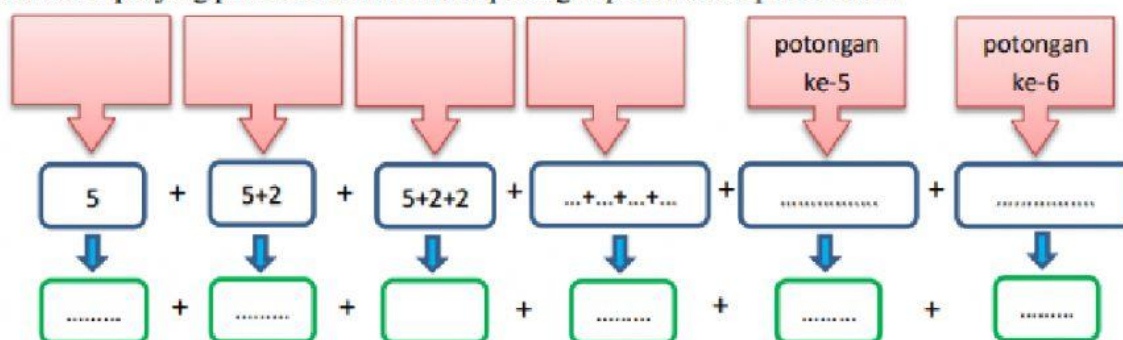 potongan ke-5
potongan ke-6
5 + 5+2 + 5+2+2 + ...+...+...+... + ................ + ................
......... + ......... + + ......... + ......... + .........